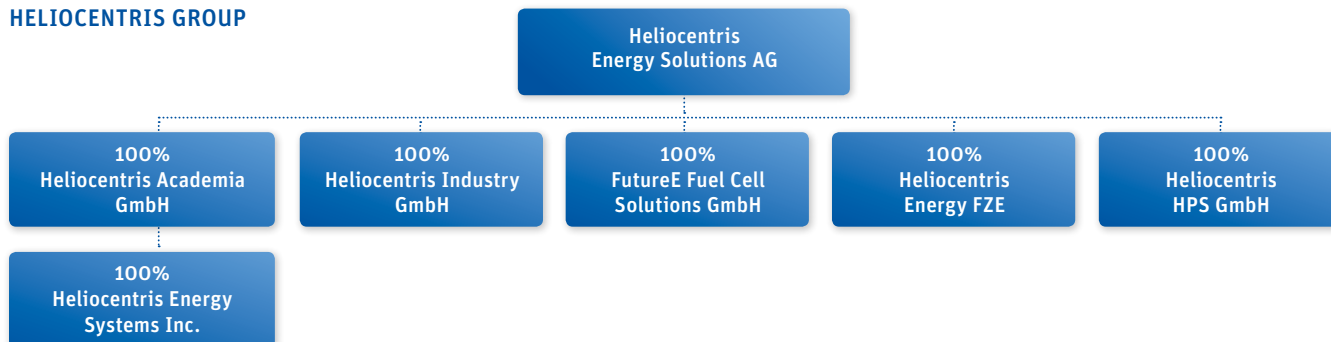 HELIOCENTRIS GROUP
Heliocentris
Energy Solutions AG
100%
Heliocentris Academia
GmbH
100%
Heliocentris Industry
GmbH
100%
FutureE Fuel Cell
Solutions GmbH
100%
Heliocentris
Energy FZE
100%
Heliocentris
HPS GmbH
100%
Heliocentris Energy
Systems Inc.